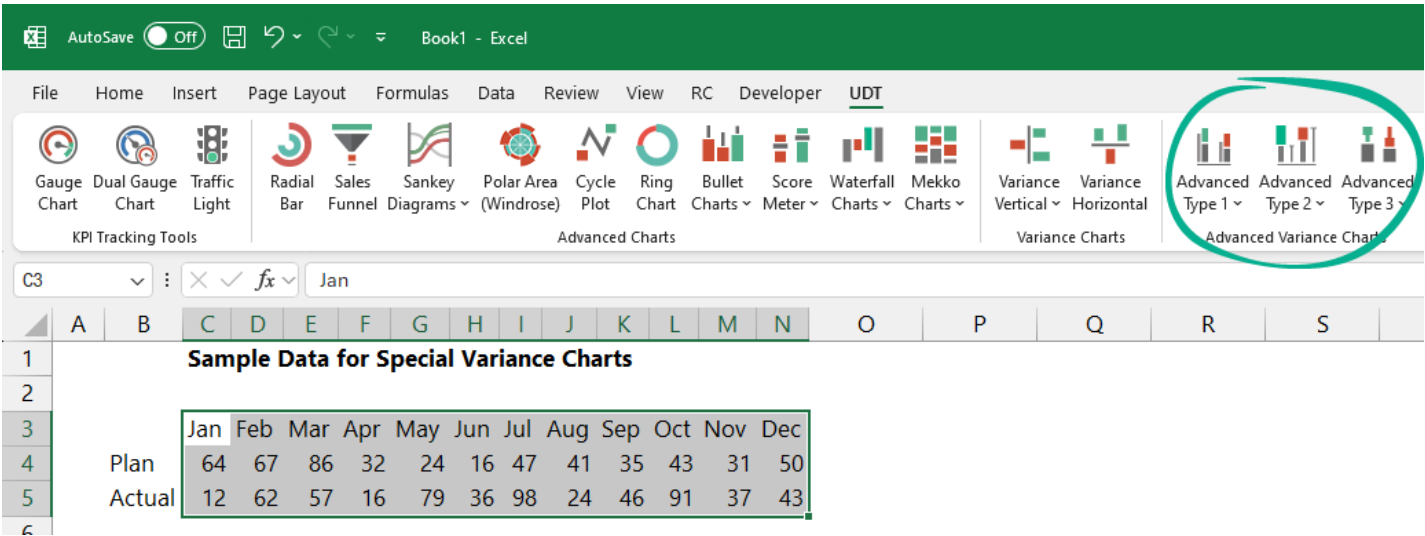 AutoSave Off Book1 - Excel
File Home Insert Page Layout Formulas Data Review View RC Developer UDT
Gauge Dual Gauge Traffic Radial Sales Sankey Polar Area Cycle Ring Bullet Score Waterfall Mekko Variance Variance Advanced Advanced Advanced
Chart Chart Light Bar Funnel Diagrams (Windrose) Plot Chart Charts Meter Charts Charts Vertical Horizontal Type 1 Type 2 Type 3
KPI Tracking Tools Advanced Charts Variance Charts Advanced Variance Charts
C3 fx Jan
A B C D E F G H I J K L M N O P Q R S
1 Sample Data for Special Variance Charts
2
3 Jan Feb Mar Apr May Jun Jul Aug Sep Oct Nov Dec
4 Plan 64 67 86 32 24 16 47 41 35 43 31 50
5 Actual 12 62 57 16 79 36 98 24 46 91 37 43
6